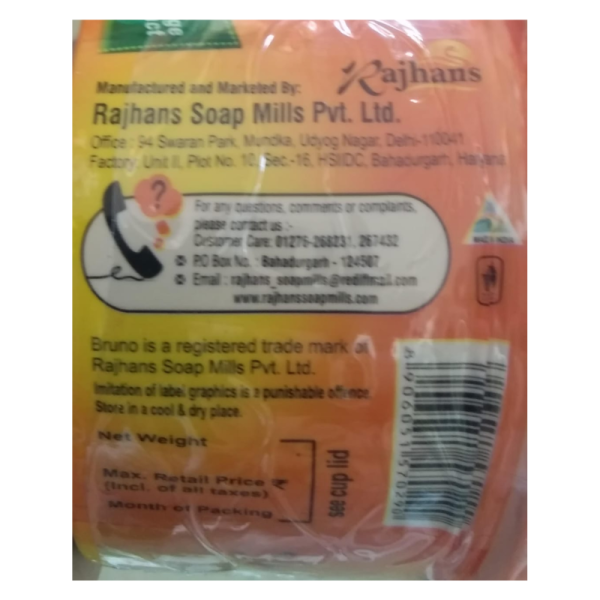 Rajhans
Manufactured and Marketed By:
Rajhans Soap Mills Pvt. Ltd.
Office : 94 Swaran Park, Mundka, Udyog Nagar, Delhi-110041
Factory: Unit II, Plot No. 10, Sec.-16, HSIIDC, Bahadurgarh, Haryana
?
For any questions, comments or complaints,
please contact us :-
Customer Care: 01276-268231, 267432
PO Box No. : Bahadurgarh - 124507
Email : rajhans_soapmills@rediffmail.com
www.rajhanssoapmills.com
Bruno is a registered trade mark of
Rajhans Soap Mills Pvt. Ltd.
Imitation of label graphics is a punishable offence.
Store in a cool & dry place.
Net Weight
Max. Retail Price ₹
(Incl. of all taxes)
Month of Packing
see cup lid